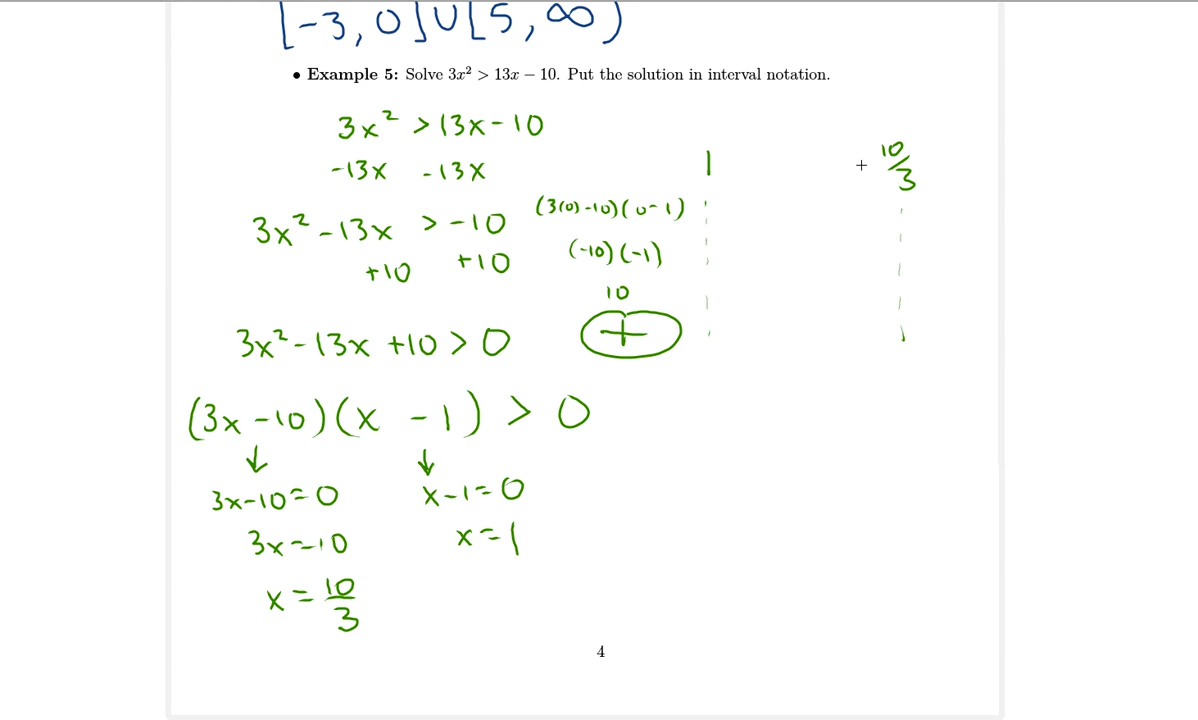 [-3, 0] ∪ [5, ∞)
• Example 5: Solve 3x² > 13x − 10. Put the solution in interval notation.
3x² > 13x - 10
-13x -13x
3x² - 13x > -10
+10 +10
3x² - 13x + 10 > 0
(3x - 10)(x - 1) > 0
3x - 10 = 0
3x = 10
x = 10/3
x - 1 = 0
x = 1
1
(3(0) - 10)(0 - 1)
(-10)(-1)
10
+
10/3
4